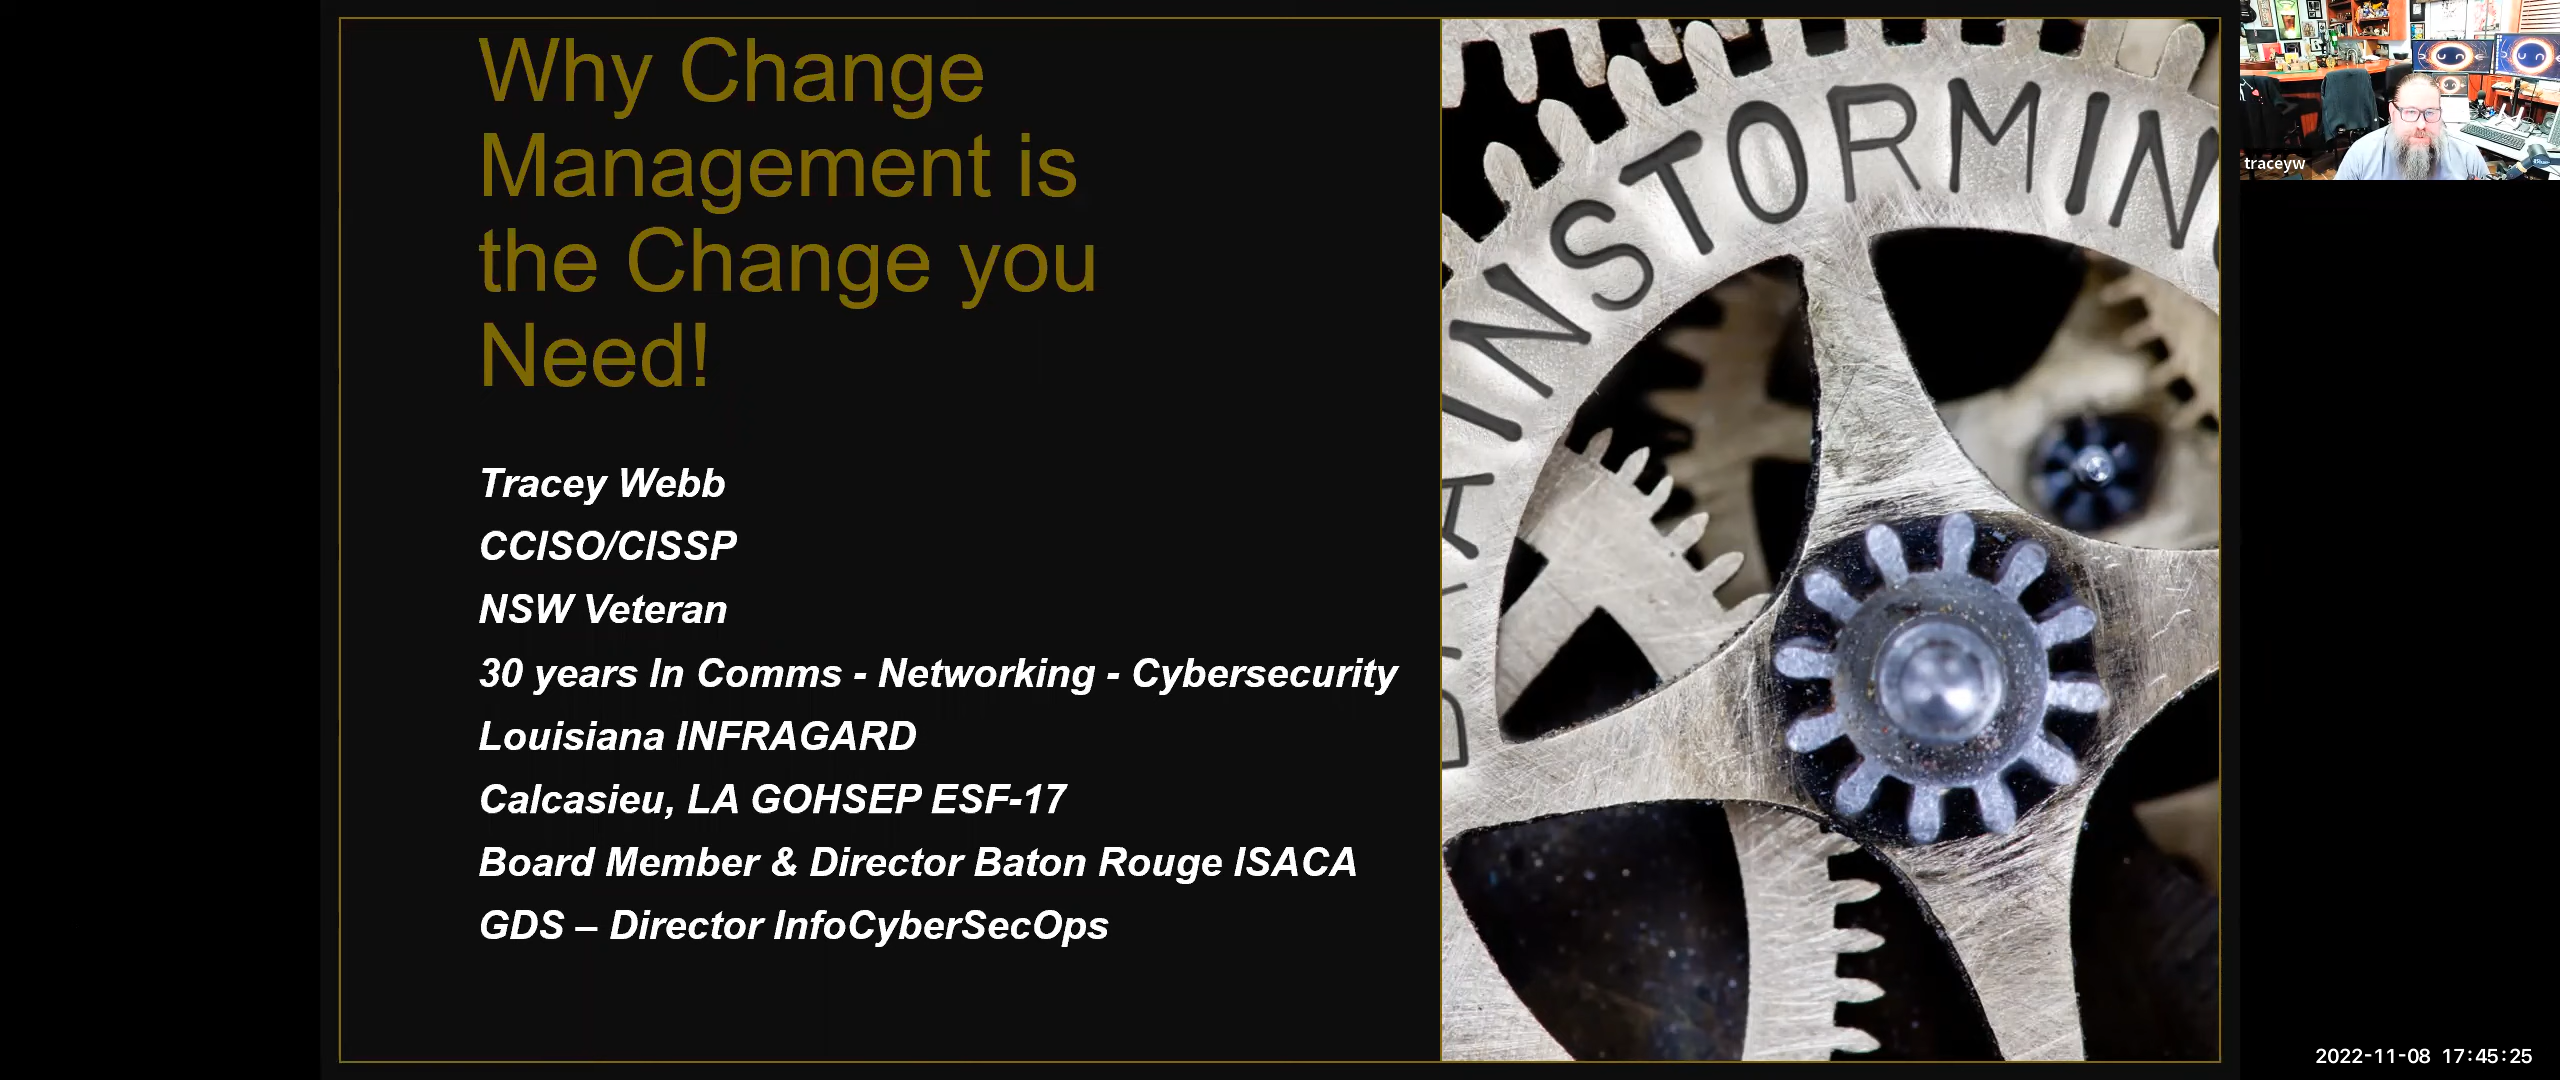 Why Change
Management is
the Change you
Need!
Tracey Webb
CCISO/CISSP
NSW Veteran
30 years In Comms - Networking - Cybersecurity
Louisiana INFRAGARD
Calcasieu, LA GOHSEP ESF-17
Board Member & Director Baton Rouge ISACA
GDS – Director InfoCyberSecOps
BRAINSTORMING
traceyw
2022-11-08 17:45:25